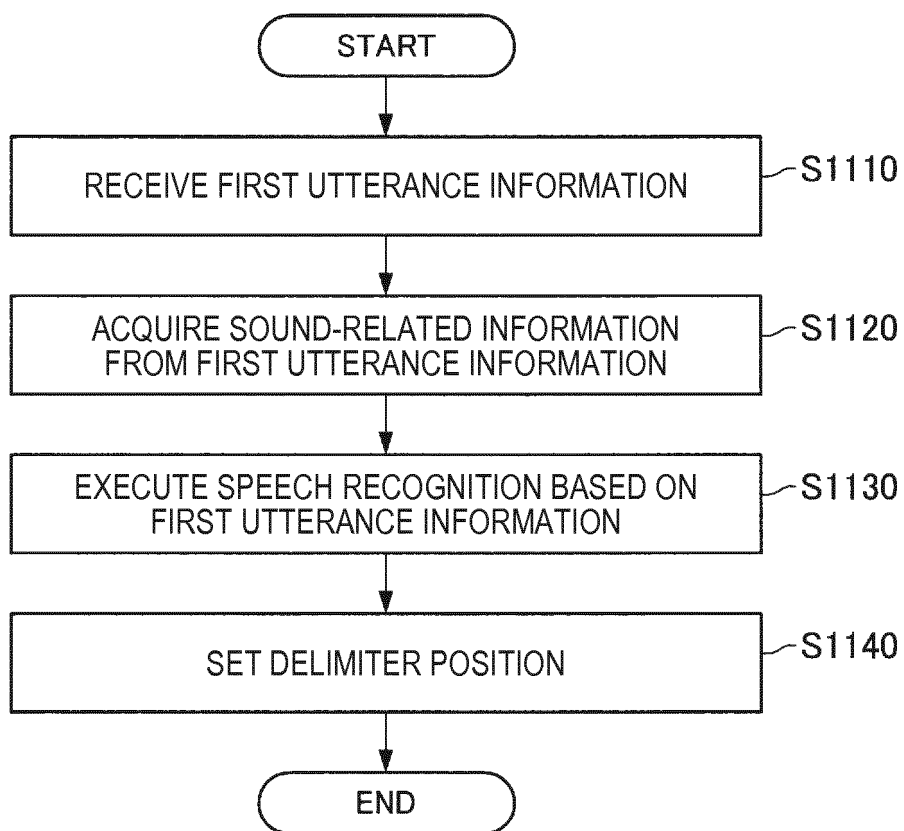 START
RECEIVE FIRST UTTERANCE INFORMATION
S1110
ACQUIRE SOUND-RELATED INFORMATION
FROM FIRST UTTERANCE INFORMATION
S1120
EXECUTE SPEECH RECOGNITION BASED ON
FIRST UTTERANCE INFORMATION
S1130
SET DELIMITER POSITION
S1140
END